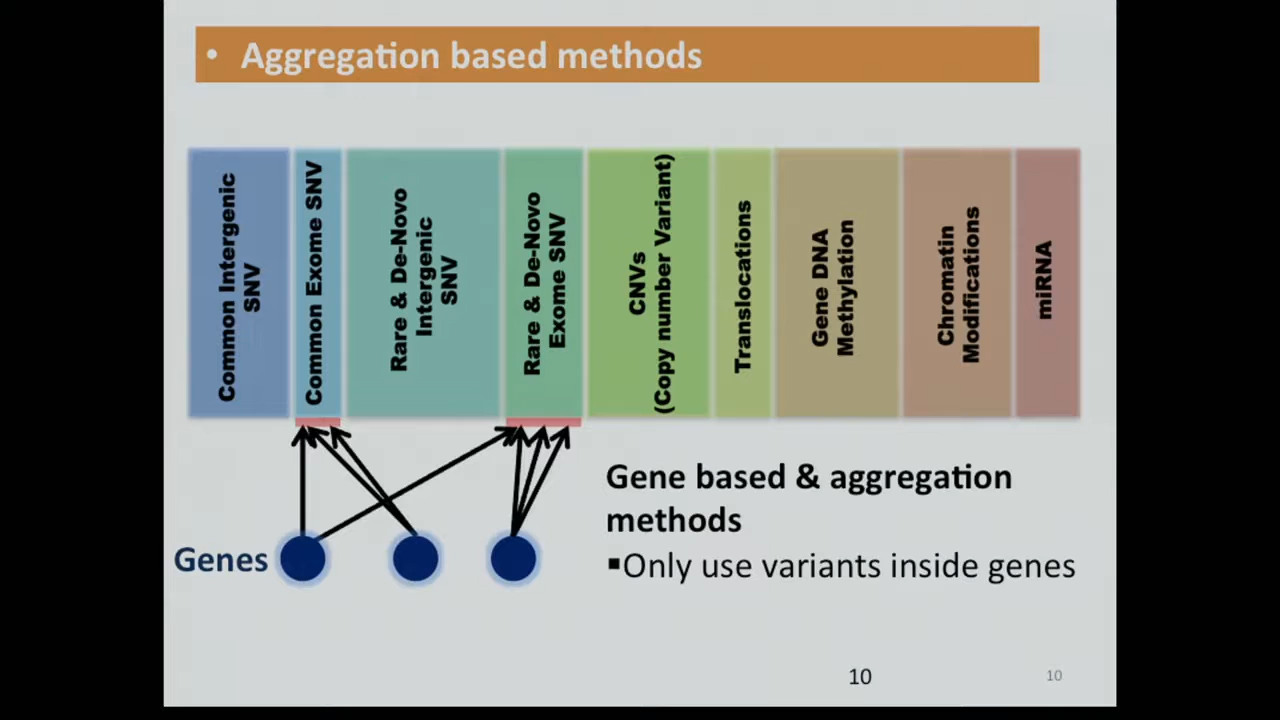 • Aggregation based methods
Common Intergenic
SNV
Common Exome SNV
Rare & De-Novo
Intergenic
SNV
Rare & De-Novo
Exome SNV
CNVs
(Copy number Variant)
Translocations
Gene DNA
Methylation
Chromatin
Modifications
miRNA
Gene based & aggregation
methods
▪Only use variants inside genes
Genes
10
10